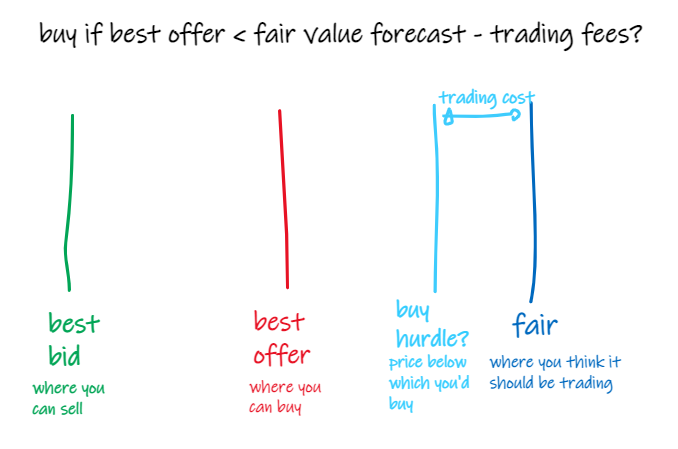 buy if best offer < fair value forecast - trading fees?
trading cost
best
bid
where you
can sell
best
offer
where you
can buy
buy
hurdle?
price below
which you'd
buy
fair
where you think it
should be trading